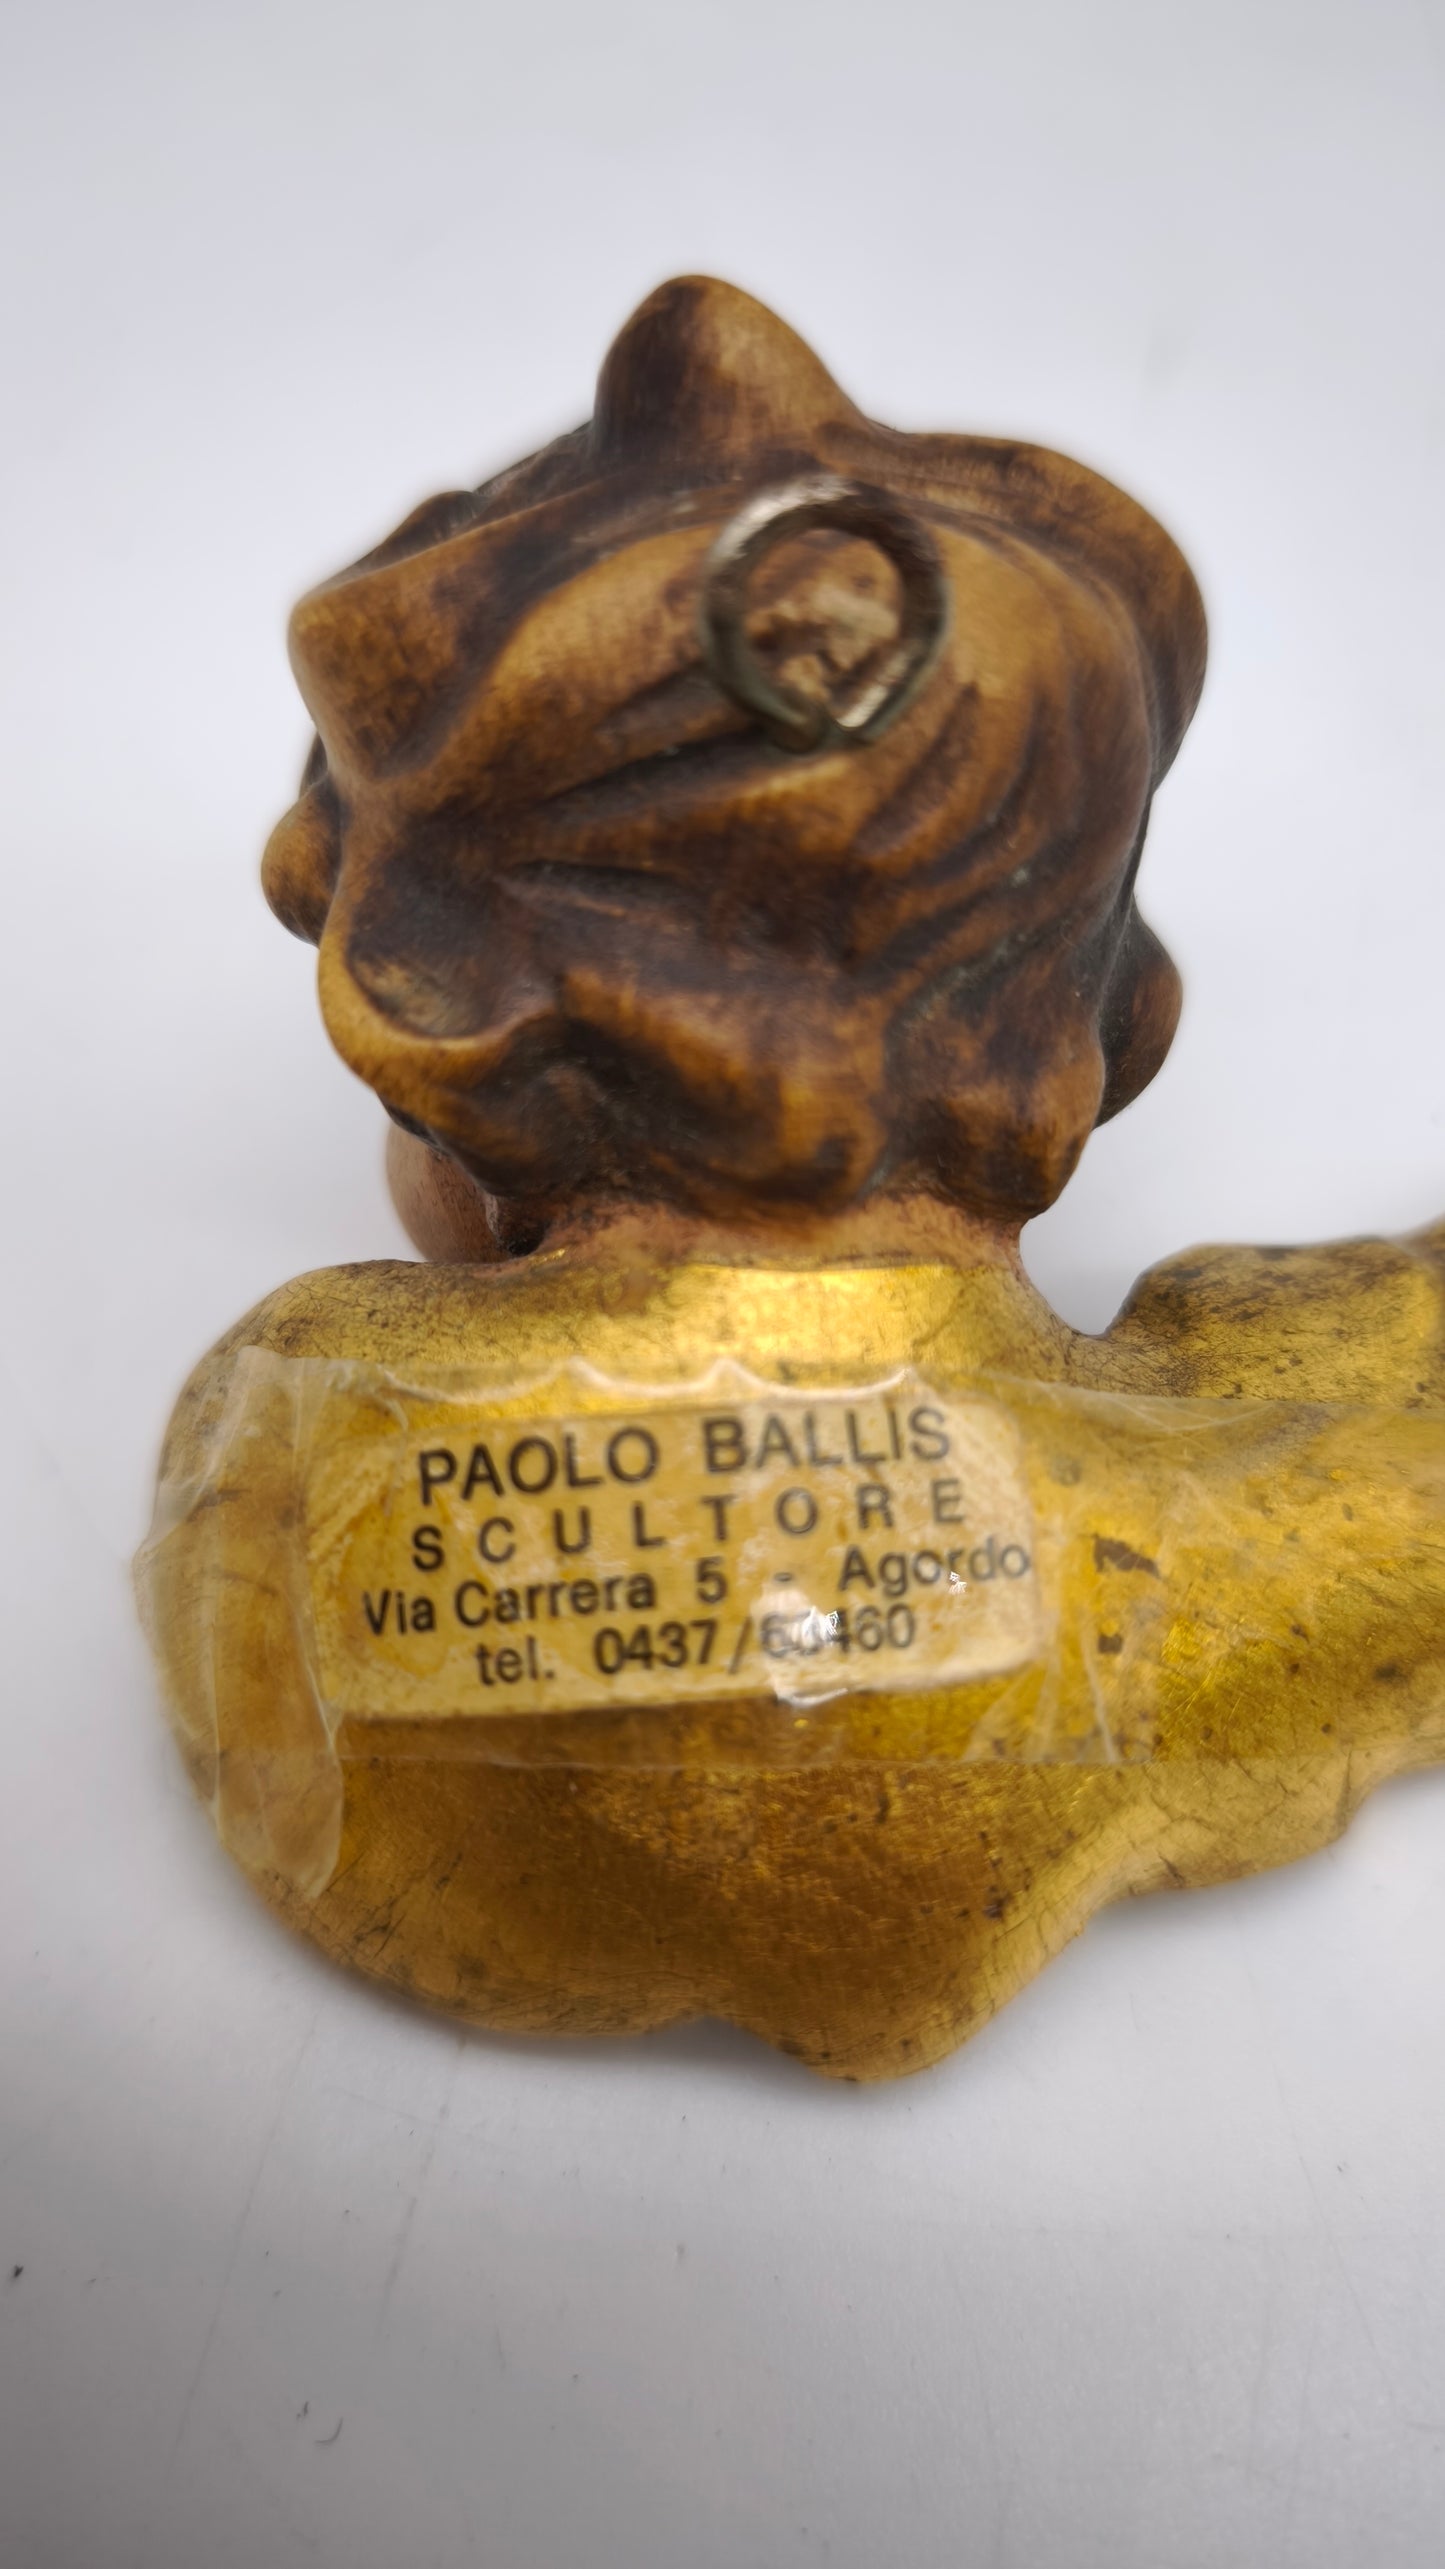 PAOLO BALLIS
SCULTORE
Via Carrera 5 - Agordo
tel. 0437/